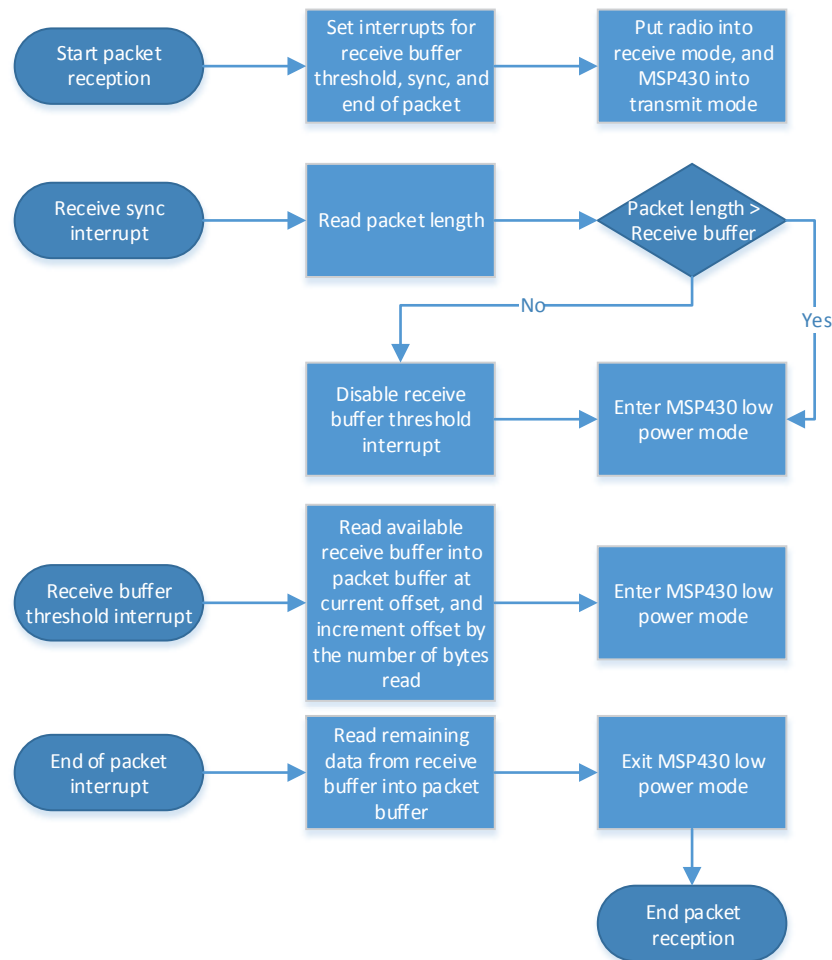 Start packet
reception
Set interrupts for
receive buffer
threshold, sync, and
end of packet
Put radio into
receive mode, and
MSP430 into
transmit mode
Receive sync
interrupt
Read packet length
Packet length >
Receive buffer
No
Yes
Disable receive
buffer threshold
interrupt
Enter MSP430 low
power mode
Receive buffer
threshold interrupt
Read available
receive buffer into
packet buffer at
current offset, and
increment offset by
the number of bytes
read
Enter MSP430 low
power mode
End of packet
interrupt
Read remaining
data from receive
buffer into packet
buffer
Exit MSP430 low
power mode
End packet
reception